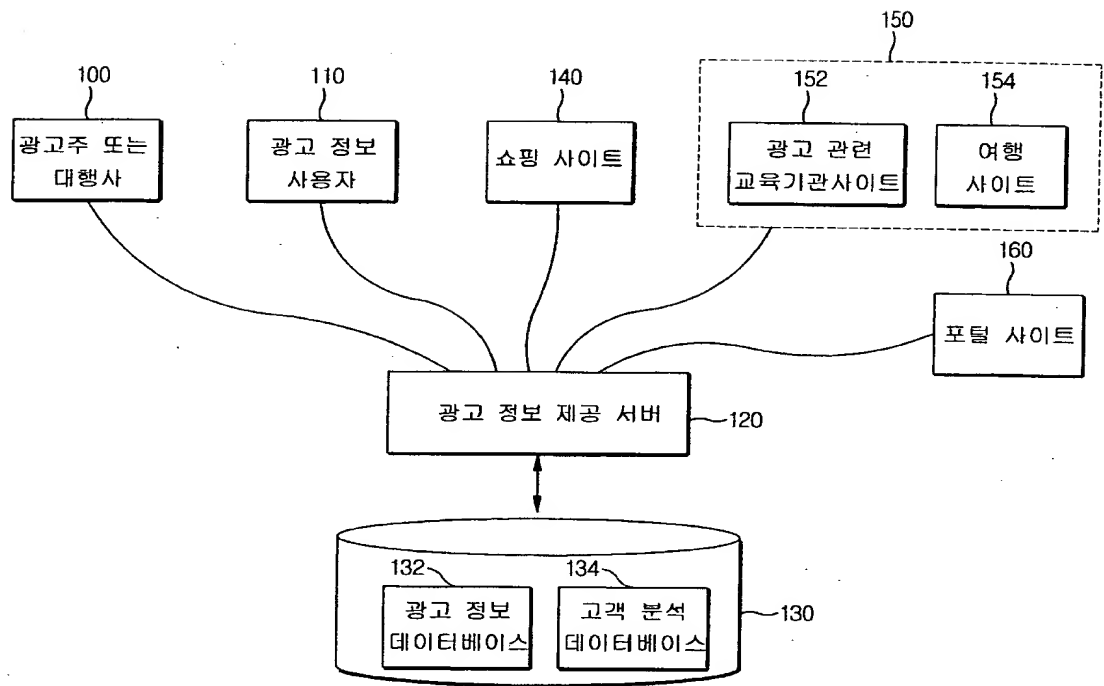 150
100
110
140
152
154
광고주 또는
대행사
광고 정보
사용자
쇼핑 사이트
광고 관련
교육기관사이트
여행
사이트
160
포털 사이트
광고 정보 제공 서버
120
132
134
광고 정보
데이터베이스
고객 분석
데이터베이스
130